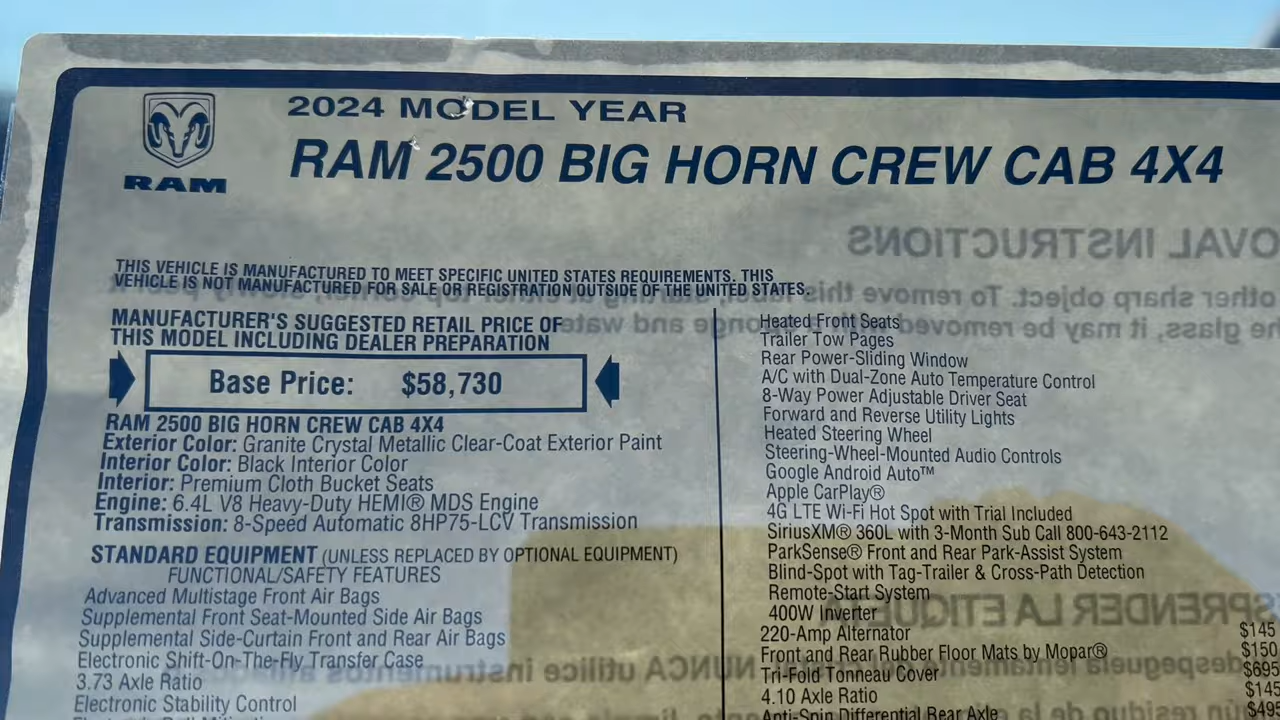 2024 MODEL YEAR
RAM 2500 BIG HORN CREW CAB 4X4
RAM
THIS VEHICLE IS MANUFACTURED TO MEET SPECIFIC UNITED STATES REQUIREMENTS. THIS
VEHICLE IS NOT MANUFACTURED FOR SALE OR REGISTRATION OUTSIDE OF THE UNITED STATES.
MANUFACTURER'S SUGGESTED RETAIL PRICE OF
THIS MODEL INCLUDING DEALER PREPARATION
Base Price: $58,730
RAM 2500 BIG HORN CREW CAB 4X4
Exterior Color: Granite Crystal Metallic Clear-Coat Exterior Paint
Interior Color: Black Interior Color
Interior: Premium Cloth Bucket Seats
Engine: 6.4L V8 Heavy-Duty HEMI® MDS Engine
Transmission: 8-Speed Automatic 8HP75-LCV Transmission
STANDARD EQUIPMENT (UNLESS REPLACED BY OPTIONAL EQUIPMENT)
FUNCTIONAL/SAFETY FEATURES
Advanced Multistage Front Air Bags
Supplemental Front Seat-Mounted Side Air Bags
Supplemental Side-Curtain Front and Rear Air Bags
Electronic Shift-On-The-Fly Transfer Case
3.73 Axle Ratio
Electronic Stability Control
Heated Front Seats
Trailer Tow Pages
Rear Power-Sliding Window
A/C with Dual-Zone Auto Temperature Control
8-Way Power Adjustable Driver Seat
Forward and Reverse Utility Lights
Heated Steering Wheel
Steering-Wheel-Mounted Audio Controls
Google Android Auto™
Apple CarPlay®
4G LTE Wi-Fi Hot Spot with Trial Included
SiriusXM® 360L with 3-Month Sub Call 800-643-2112
ParkSense® Front and Rear Park-Assist System
Blind-Spot with Tag-Trailer & Cross-Path Detection
Remote-Start System
400W Inverter
220-Amp Alternator $145
Front and Rear Rubber Floor Mats by Mopar® $150
Tri-Fold Tonneau Cover $695
4.10 Axle Ratio $145
Anti-Spin Differential Rear Axle $495